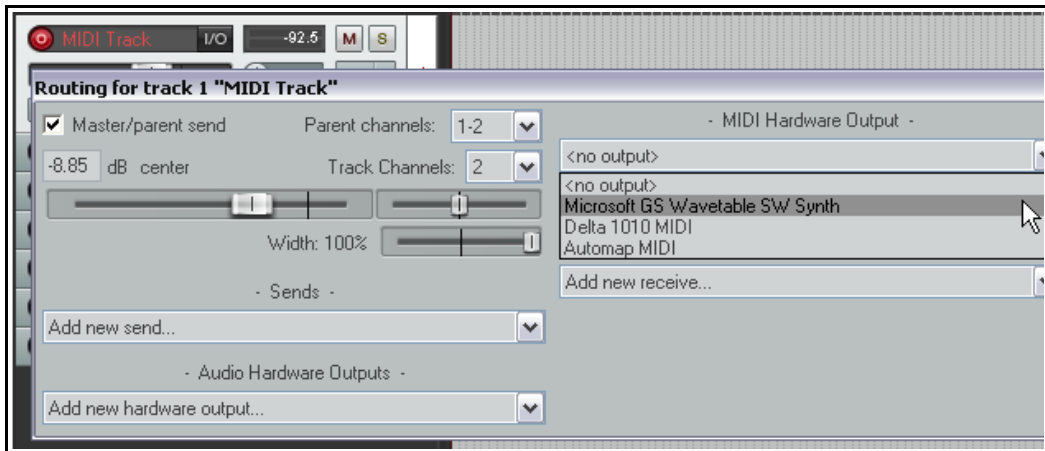 MIDI Track I/O -92.5 M S
Routing for track 1 "MIDI Track"
Master/parent send Parent channels: 1-2
-8.85 dB center Track Channels: 2
Width: 100%
- Sends -
Add new send...
- Audio Hardware Outputs -
Add new hardware output...
- MIDI Hardware Output -
<no output>
<no output>
Microsoft GS Wavetable SW Synth
Delta 1010 MIDI
Automap MIDI
Add new receive...